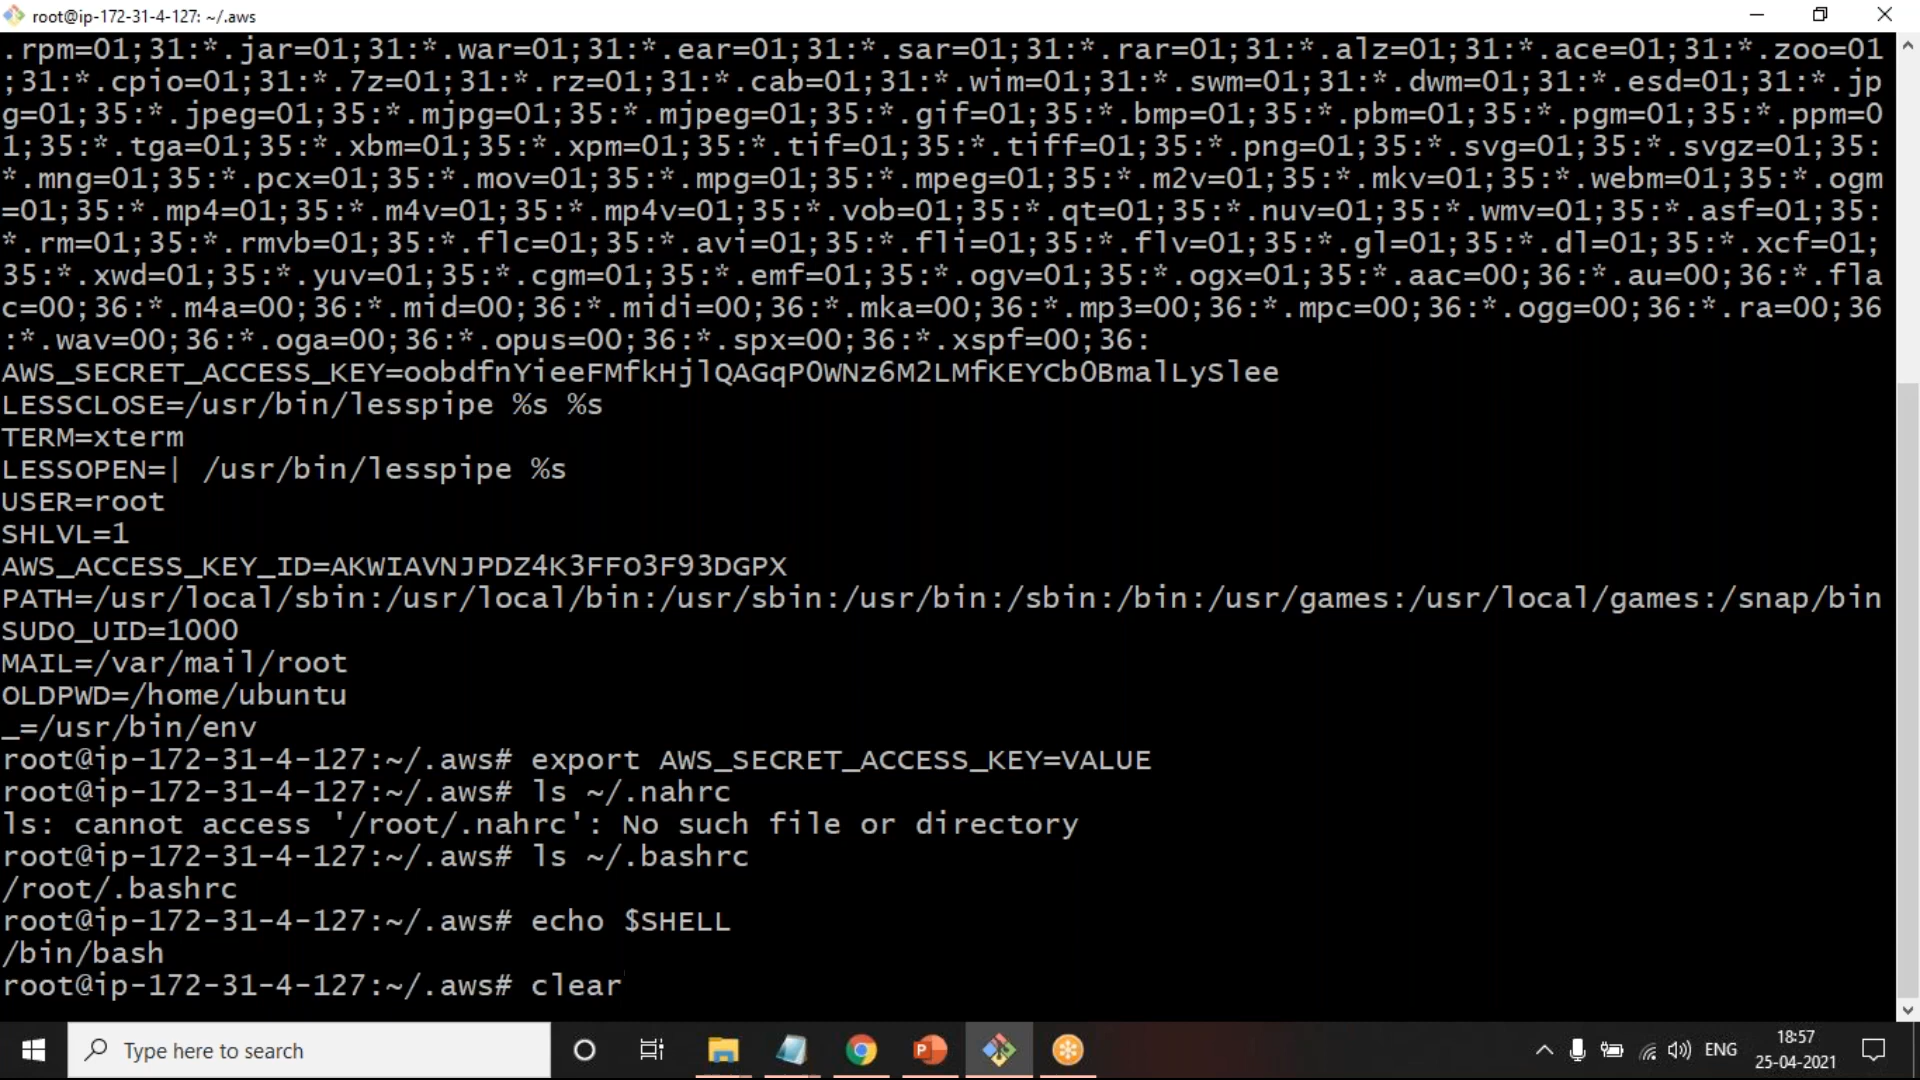 root@ip-172-31-4-127: ~/.aws
.rpm=01;31:*.jar=01;31:*.war=01;31:*.ear=01;31:*.sar=01;31:*.rar=01;31:*.alz=01;31:*.ace=01;31:*.zoo=01
;31:*.cpio=01;31:*.7z=01;31:*.rz=01;31:*.cab=01;31:*.wim=01;31:*.swm=01;31:*.dwm=01;31:*.esd=01;31:*.jp
g=01;35:*.jpeg=01;35:*.mjpg=01;35:*.mjpeg=01;35:*.gif=01;35:*.bmp=01;35:*.pbm=01;35:*.pgm=01;35:*.ppm=0
1;35:*.tga=01;35:*.xbm=01;35:*.xpm=01;35:*.tif=01;35:*.tiff=01;35:*.png=01;35:*.svg=01;35:*.svgz=01;35:
*.mng=01;35:*.pcx=01;35:*.mov=01;35:*.mpg=01;35:*.mpeg=01;35:*.m2v=01;35:*.mkv=01;35:*.webm=01;35:*.ogm
=01;35:*.mp4=01;35:*.m4v=01;35:*.mp4v=01;35:*.vob=01;35:*.qt=01;35:*.nuv=01;35:*.wmv=01;35:*.asf=01;35:
*.rm=01;35:*.rmvb=01;35:*.flc=01;35:*.avi=01;35:*.fli=01;35:*.flv=01;35:*.gl=01;35:*.dl=01;35:*.xcf=01;
35:*.xwd=01;35:*.yuv=01;35:*.cgm=01;35:*.emf=01;35:*.ogv=01;35:*.ogx=01;35:*.aac=00;36:*.au=00;36:*.fla
c=00;36:*.m4a=00;36:*.mid=00;36:*.midi=00;36:*.mka=00;36:*.mp3=00;36:*.mpc=00;36:*.ogg=00;36:*.ra=00;36
:*.wav=00;36:*.oga=00;36:*.opus=00;36:*.spx=00;36:*.xspf=00;36:
AWS_SECRET_ACCESS_KEY=oobdfnYieeFMfkHjlQAGqP0WNz6M2LMfKEYCb0BmalLySlee
LESSCLOSE=/usr/bin/lesspipe %s %s
TERM=xterm
LESSOPEN=| /usr/bin/lesspipe %s
USER=root
SHLVL=1
AWS_ACCESS_KEY_ID=AKWIAVNJPDZ4K3FFO3F93DGPX
PATH=/usr/local/sbin:/usr/local/bin:/usr/sbin:/usr/bin:/sbin:/bin:/usr/games:/usr/local/games:/snap/bin
SUDO_UID=1000
MAIL=/var/mail/root
OLDPWD=/home/ubuntu
_=/usr/bin/env
root@ip-172-31-4-127:~/.aws# export AWS_SECRET_ACCESS_KEY=VALUE
root@ip-172-31-4-127:~/.aws# ls ~/.nahrc
ls: cannot access '/root/.nahrc': No such file or directory
root@ip-172-31-4-127:~/.aws# ls ~/.bashrc
/root/.bashrc
root@ip-172-31-4-127:~/.aws# echo $SHELL
/bin/bash
root@ip-172-31-4-127:~/.aws# clear
Type here to search
P
ENG
18:57
25-04-2021